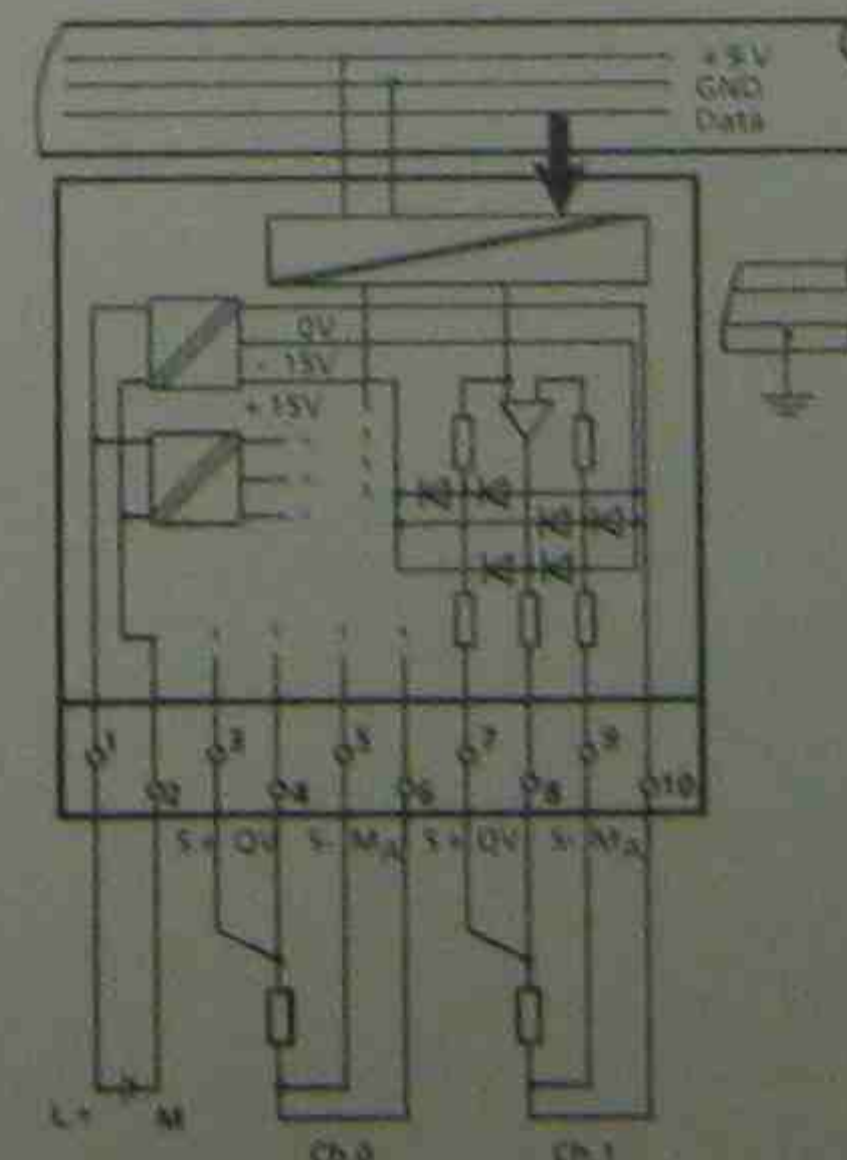 +5V
GND
Data
0V
- 15V
+ 15V
1 3 5 7 9
2 4 6 8 10
S+ QV S- MA S+ QV S- MA
L+ M
Ch 0 Ch 1